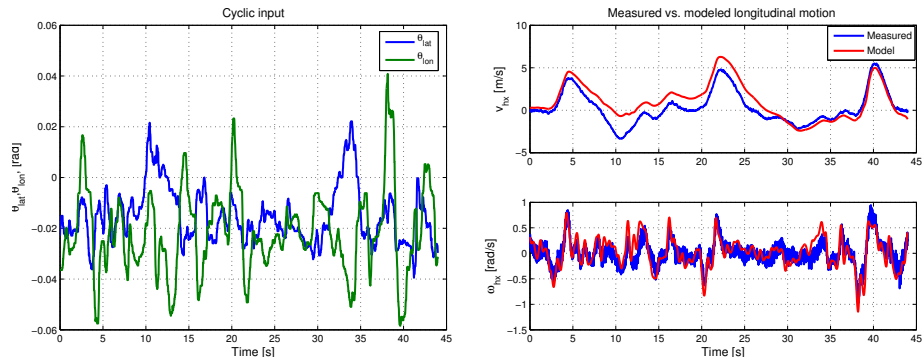 Cyclic input
0.06
0.04
0.02
0
-0.02
-0.04
-0.06
θlat,θlon, [rad]
θlat
θlon
0 5 10 15 20 25 30 35 40 45
Time [s]
Measured vs. modeled longitudinal motion
10
5
0
-5
vhx [m/s]
Measured
Model
0 5 10 15 20 25 30 35 40 45
1
0.5
0
-0.5
-1
-1.5
ωhx [rad/s]
0 5 10 15 20 25 30 35 40 45
Time [s]